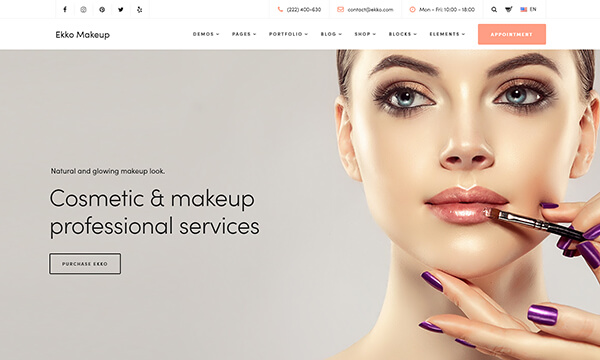 (222) 400-630
contact@ekko.com
Mon - Fri: 10:00 - 18:00
EN
Ekko Makeup
DEMOS
PAGES
PORTFOLIO
BLOG
SHOP
BLOCKS
ELEMENTS
APPOINTMENT
Natural and glowing makeup look.
Cosmetic & makeup
professional services
PURCHASE EKKO